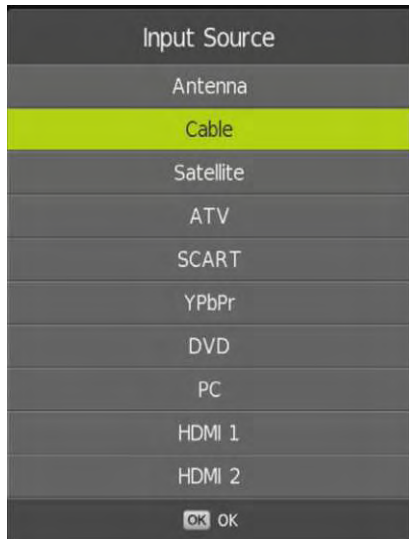 Input Source
Antenna
Cable
Satellite
ATV
SCART
YPbPr
DVD
PC
HDMI 1
HDMI 2
OK OK